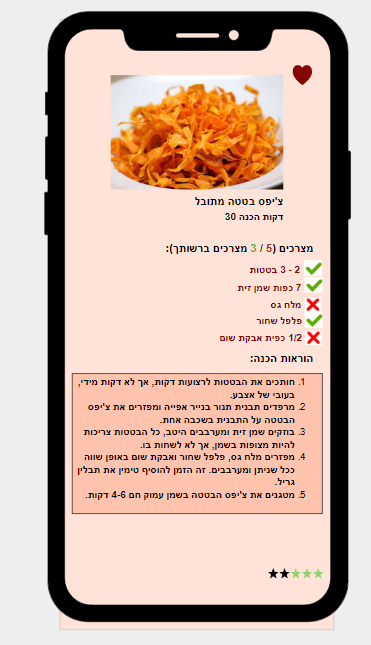 צ'יפס בטטה מתובל
30 דקות הכנה
מצרכים (5 / 3 מצרכים ברשותך):
2 - 3 בטטות
7 כפות שמן זית
מלח גס
פלפל שחור
1/2 כפית אבקת שום
הוראות הכנה:
1. חותכים את הבטטות לרצועות דקות, אך לא דקות מידי,
בעובי של אצבע.
2. מרפדים תבנית תנור בנייר אפייה ומפזרים את צ'יפס
הבטטה על התבנית בשכבה אחת.
3. בוזקים שמן זית ומערבבים היטב, כל הבטטות צריכות
להיות מצופות בשמן, אך לא לשחות בו.
4. מפזרים מלח גס, פלפל שחור ואבקת שום באופן שווה
ככל שניתן ומערבבים. זה הזמן להוסיף טימין את תבלין
גריל.
5. מטגנים את צ'יפס הבטטה בשמן עמוק חם 4-6 דקות.